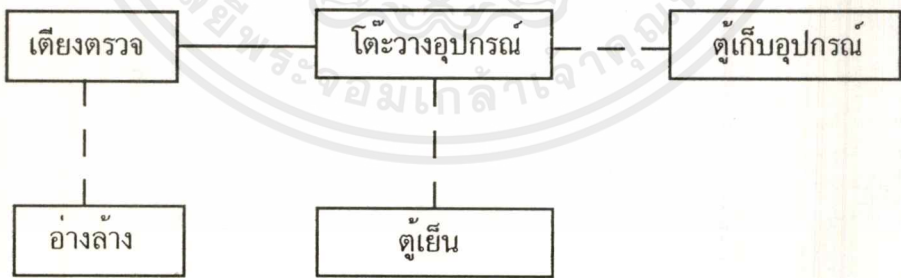 เตียงตรวจ
โต๊ะวางอุปกรณ์
ตู้เก็บอุปกรณ์
อ่างล้าง
ตู้เย็น